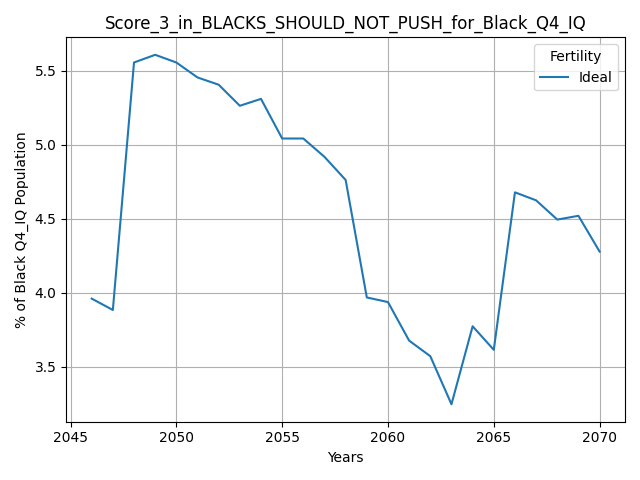 Score_3_in_BLACKS_SHOULD_NOT_PUSH_for_Black_Q4_IQ
Fertility
Ideal
% of Black Q4_IQ Population
5.5
5.0
4.5
4.0
3.5
2045 2050 2055 2060 2065 2070
Years